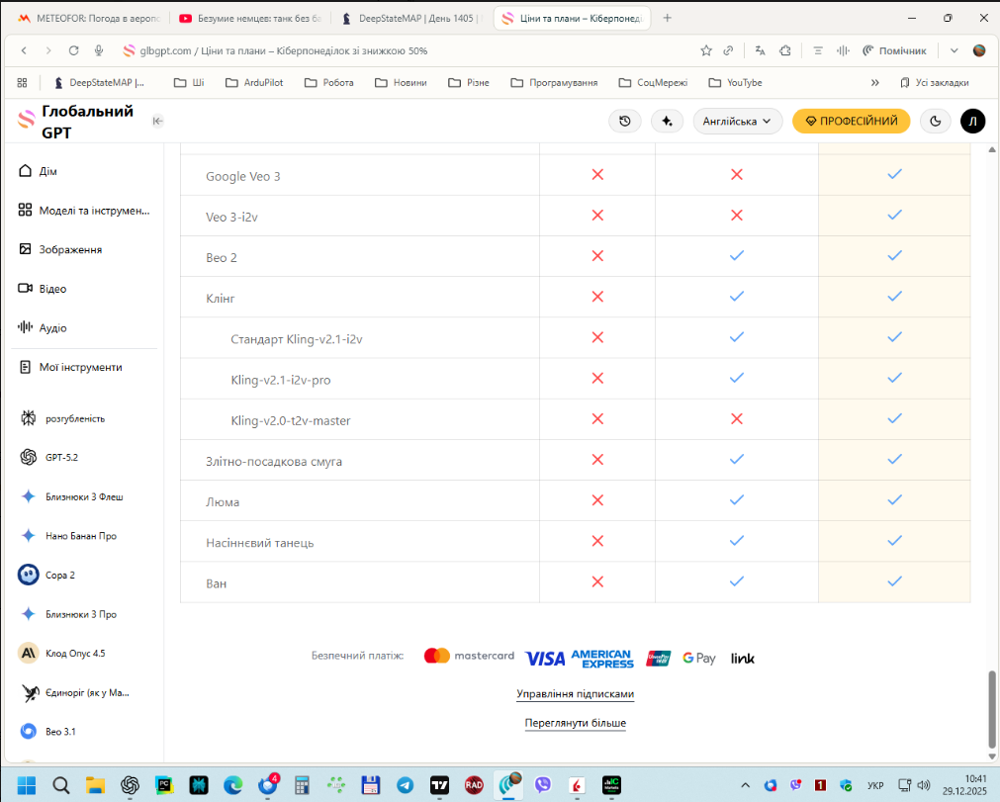 METEOFOR: Погода в аероп
Безумие немцев: танк без ба
DeepStateMAP | День 1405 |
Ціни та плани – Кіберпонеді
glbgpt.com / Ціни та плани – Кіберпонеділок зі знижкою 50%
Помічник
DeepStateMAP |...
Ші
ArduPilot
Робота
Новини
Різне
Програмування
СоцМережі
YouTube
Усі закладки
Глобального
GPT
Англійська
ПРОФЕСІЙНИЙ
Л
Дім
Моделі та інструмен...
Зображення
Відео
Аудіо
Мої інструменти
розгубленість
GPT-5.2
Близнюки 3 Флеш
Нано Банан Про
Сора 2
Близнюки 3 Про
Клод Опус 4.5
Єдиноріг (як у Ма...
Вео 3.1
Google Veo 3
Veo 3-i2v
Вео 2
Клінг
Стандарт Kling-v2.1-i2v
Kling-v2.1-i2v-pro
Kling-v2.0-t2v-master
Злітно-посадкова смуга
Люма
Насіннєвий танець
Ван
Безпечний платіж:
mastercard
VISA
AMERICAN
EXPRESS
G Pay
link
Управління підписками
Переглянути більше
4
PC
RAD
1
УКР
10:41
29.12.2025